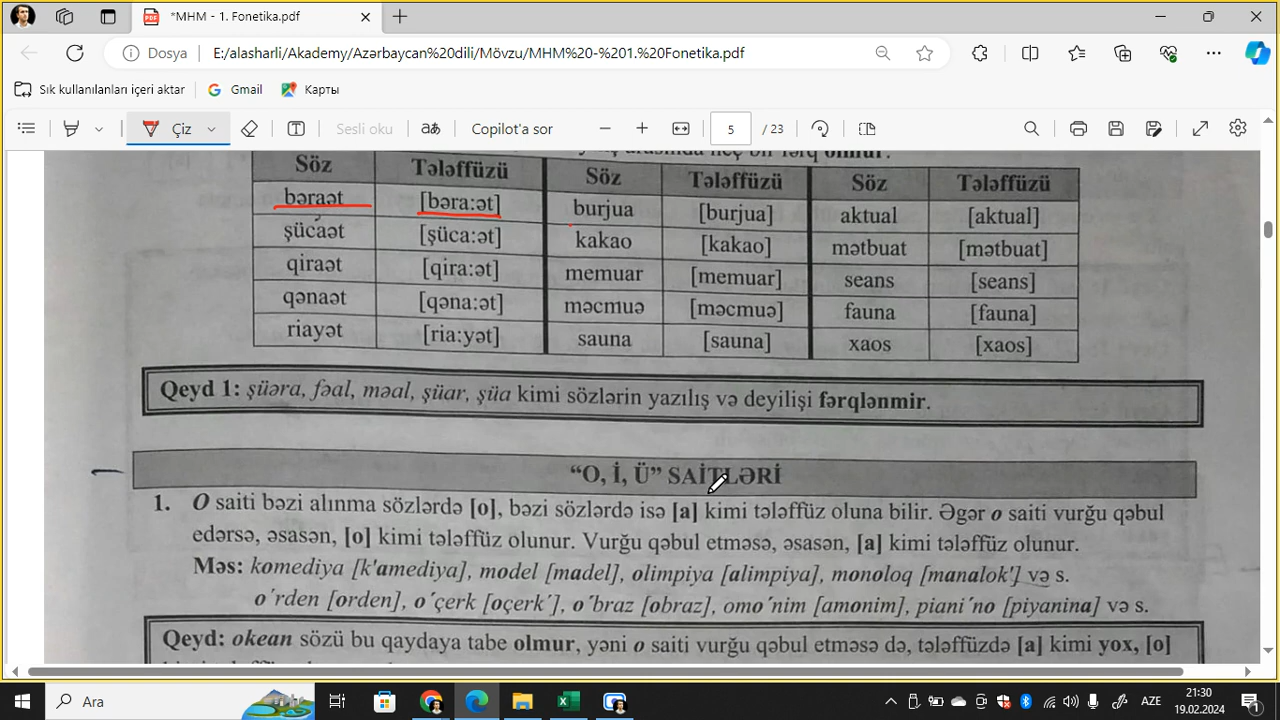 *MHM - 1. Fonetika.pdf
Dosya E:/alasharli/Akademy/Azərbaycan%20dili/Mövzu/MHM%20-%201.%20Fonetika.pdf
Sık kullanılanları içeri aktar Gmail Карты
Çiz Sesli oku Copilot'a sor 5 / 23
heç bir fərq olmur.
Söz Tələffüzü Söz Tələffüzü Söz Tələffüzü
bəraət [bəra:ət] burjua [burjua] aktual [aktual]
şücaət [şüca:ət] kakao [kakao] mətbuat [mətbuat]
qiraət [qira:ət] memuar [memuar] seans [seans]
qənaət [qəna:ət] məcmuə [məcmuə] fauna [fauna]
riayət [ria:yət] sauna [sauna] xaos [xaos]
Qeyd 1: şüəra, fəal, məal, şüar, şüa kimi sözlərin yazılış və deyilişi fərqlənmir.
“O, İ, Ü” SAİTLƏRİ
1. O saiti bəzi alınma sözlərdə [o], bəzi sözlərdə isə [a] kimi tələffüz oluna bilir. Əgər o saiti vurğu qəbul
edərsə, əsasən, [o] kimi tələffüz olunur. Vurğu qəbul etməsə, əsasən, [a] kimi tələffüz olunur.
Məs: komediya [k'amediya], model [madel], olimpiya [alimpiya], monoloq [manalok'] və s.
o´rden [orden], o´çerk [oçerk´], o´braz [obraz], omo´nim [amonim], piani´no [piyanina] və s.
Qeyd: okean sözü bu qaydaya tabe olmur, yəni o saiti vurğu qəbul etməsə də, tələffüzdə [a] kimi yox, [o]
Ara AZE 21:30
19.02.2024